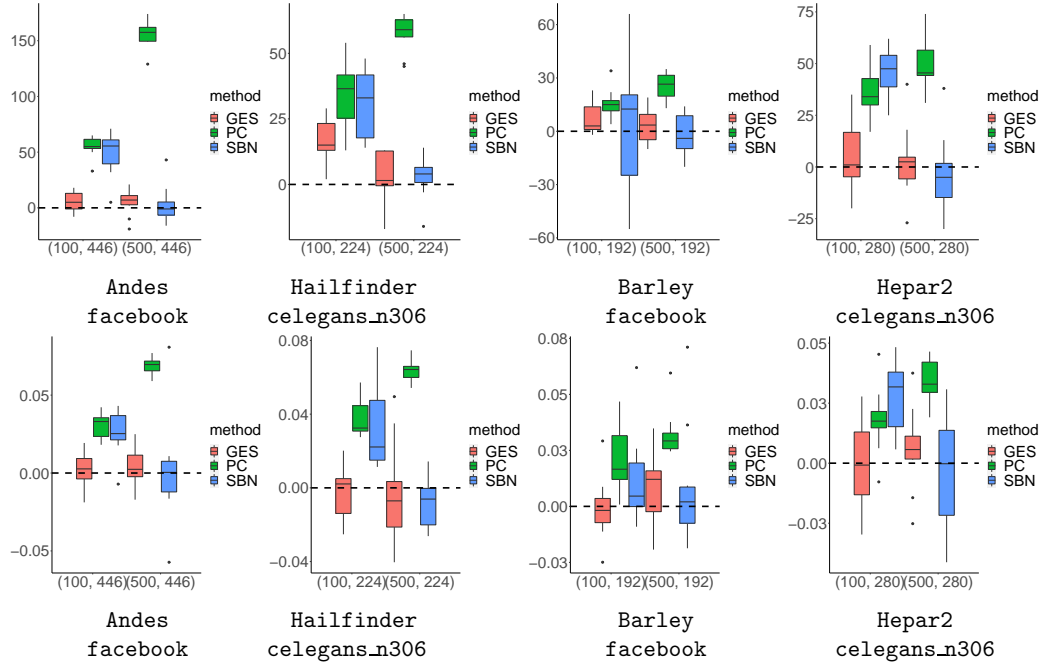 150
100
50
0
(100, 446) (500, 446)
method
GES
PC
SBN
Andes
facebook
50
25
0
(100, 224) (500, 224)
method
GES
PC
SBN
Hailfinder
celegans_n306
60
30
0
−30
−60
(100, 192) (500, 192)
method
GES
PC
SBN
Barley
facebook
75
50
25
0
−25
(100, 280) (500, 280)
method
GES
PC
SBN
Hepar2
celegans_n306
0.05
0.00
−0.05
(100, 446)(500, 446)
method
GES
PC
SBN
Andes
facebook
0.08
0.04
0.00
−0.04
(100, 224)(500, 224)
method
GES
PC
SBN
Hailfinder
celegans_n306
0.08
0.06
0.03
0.00
−0.03
(100, 192)(500, 192)
method
GES
PC
SBN
Barley
facebook
0.05
0.03
0.00
−0.03
(100, 280)(500, 280)
method
GES
PC
SBN
Hepar2
celegans_n306